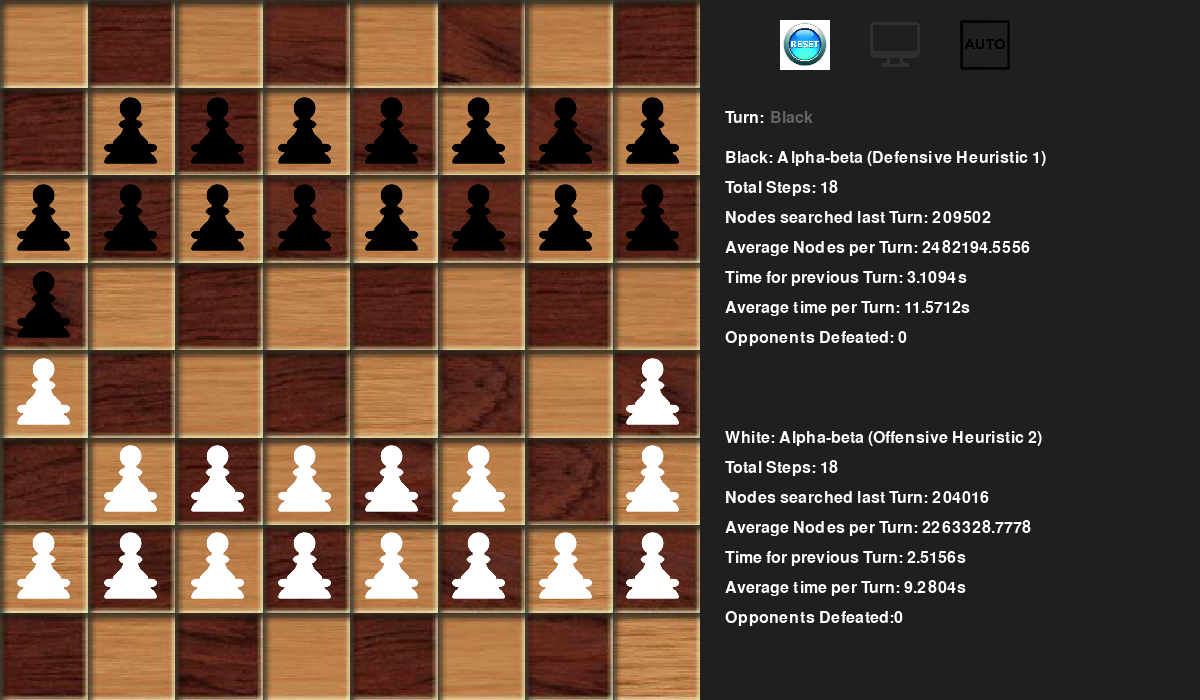 RESET
AUTO
Turn: Black
Black: Alpha-beta (Defensive Heuristic 1)
Total Steps: 18
Nodes searched last Turn: 209502
Average Nodes per Turn: 2482194.5556
Time for previous Turn: 3.1094s
Average time per Turn: 11.5712s
Opponents Defeated: 0
White: Alpha-beta (Offensive Heuristic 2)
Total Steps: 18
Nodes searched last Turn: 204016
Average Nodes per Turn: 2263328.7778
Time for previous Turn: 2.5156s
Average time per Turn: 9.2804s
Opponents Defeated:0